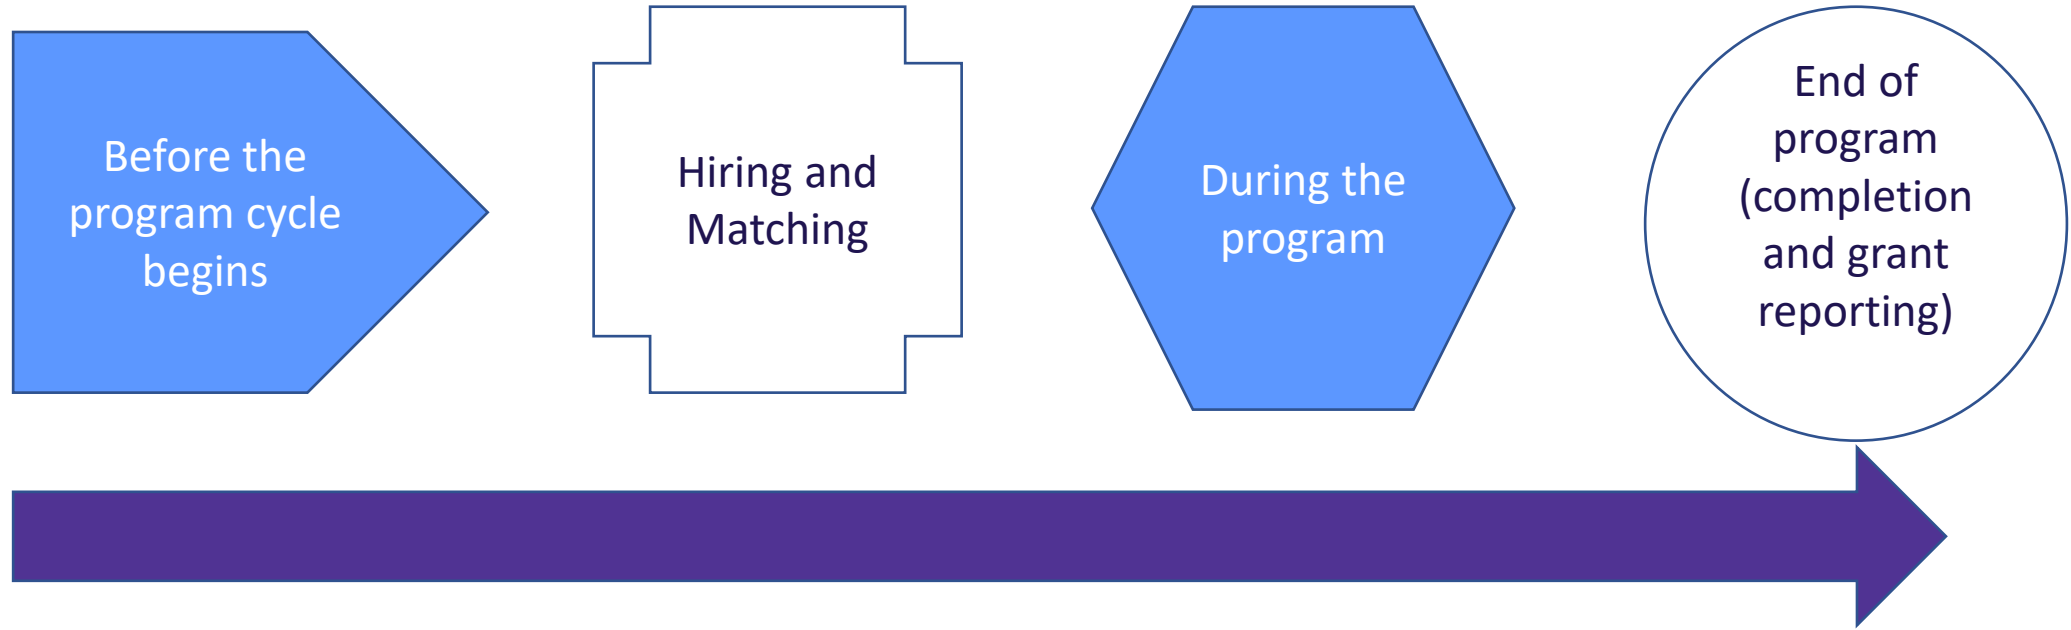 Before the
program cycle
begins
Hiring and
Matching
During the
program
End of
program
(completion
and grant
reporting)